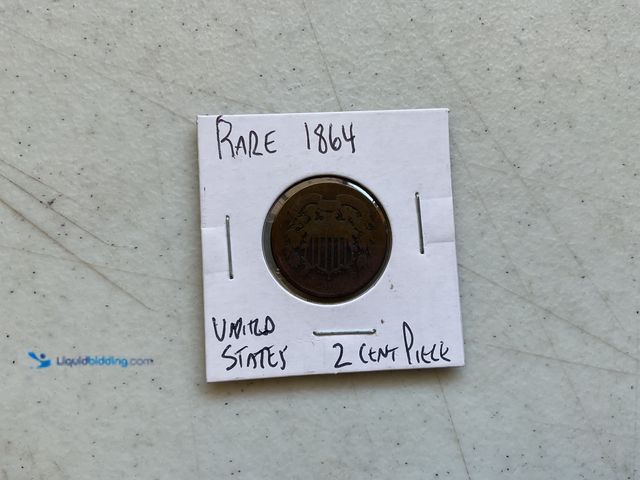 RARE 1864
UNITED
STATES 2 CENT PIECE
Liquidbidding.com